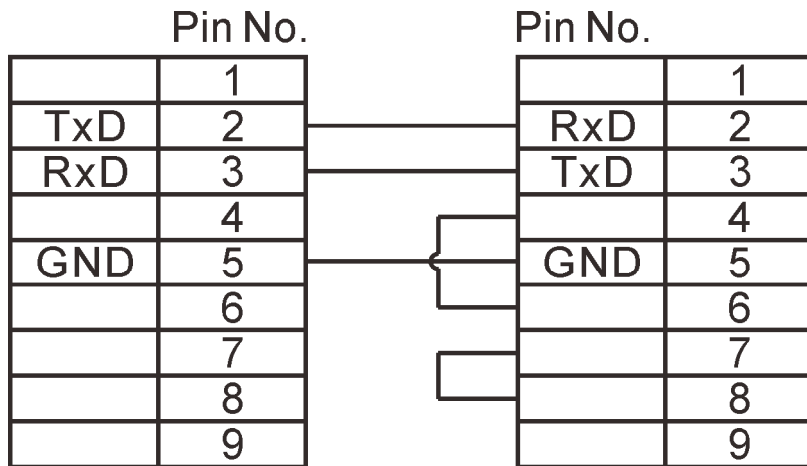 Pin No. Pin No.
1 1
TxD 2 RxD 2
RxD 3 TxD 3
4 4
GND 5 GND 5
6 6
7 7
8 8
9 9